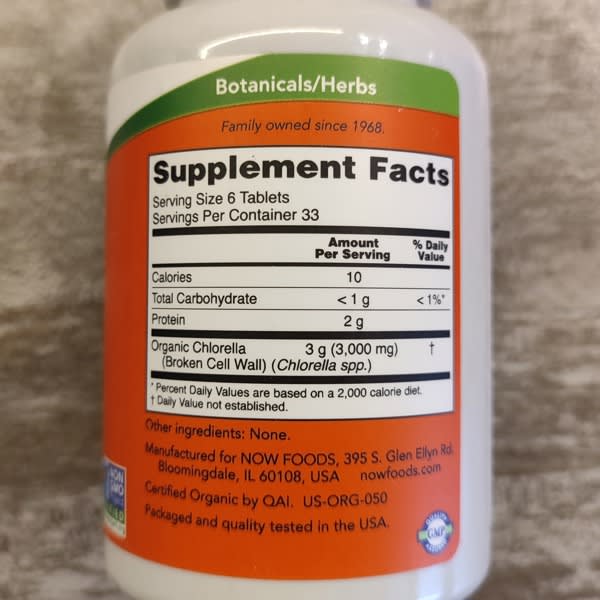 Botanicals/Herbs
Family owned since 1968.
Supplement Facts
Serving Size 6 Tablets
Servings Per Container 33
Amount Per Serving % Daily Value
Calories 10
Total Carbohydrate < 1 g < 1%*
Protein 2 g
Organic Chlorella 3 g (3,000 mg) †
(Broken Cell Wall) (Chlorella spp.)
* Percent Daily Values are based on a 2,000 calorie diet.
† Daily Value not established.
Other ingredients: None.
Manufactured for NOW FOODS, 395 S. Glen Ellyn Rd.
Bloomingdale, IL 60108, USA nowfoods.com
Certified Organic by QAI. US-ORG-050
Packaged and quality tested in the USA.
NON
GMO
GMP